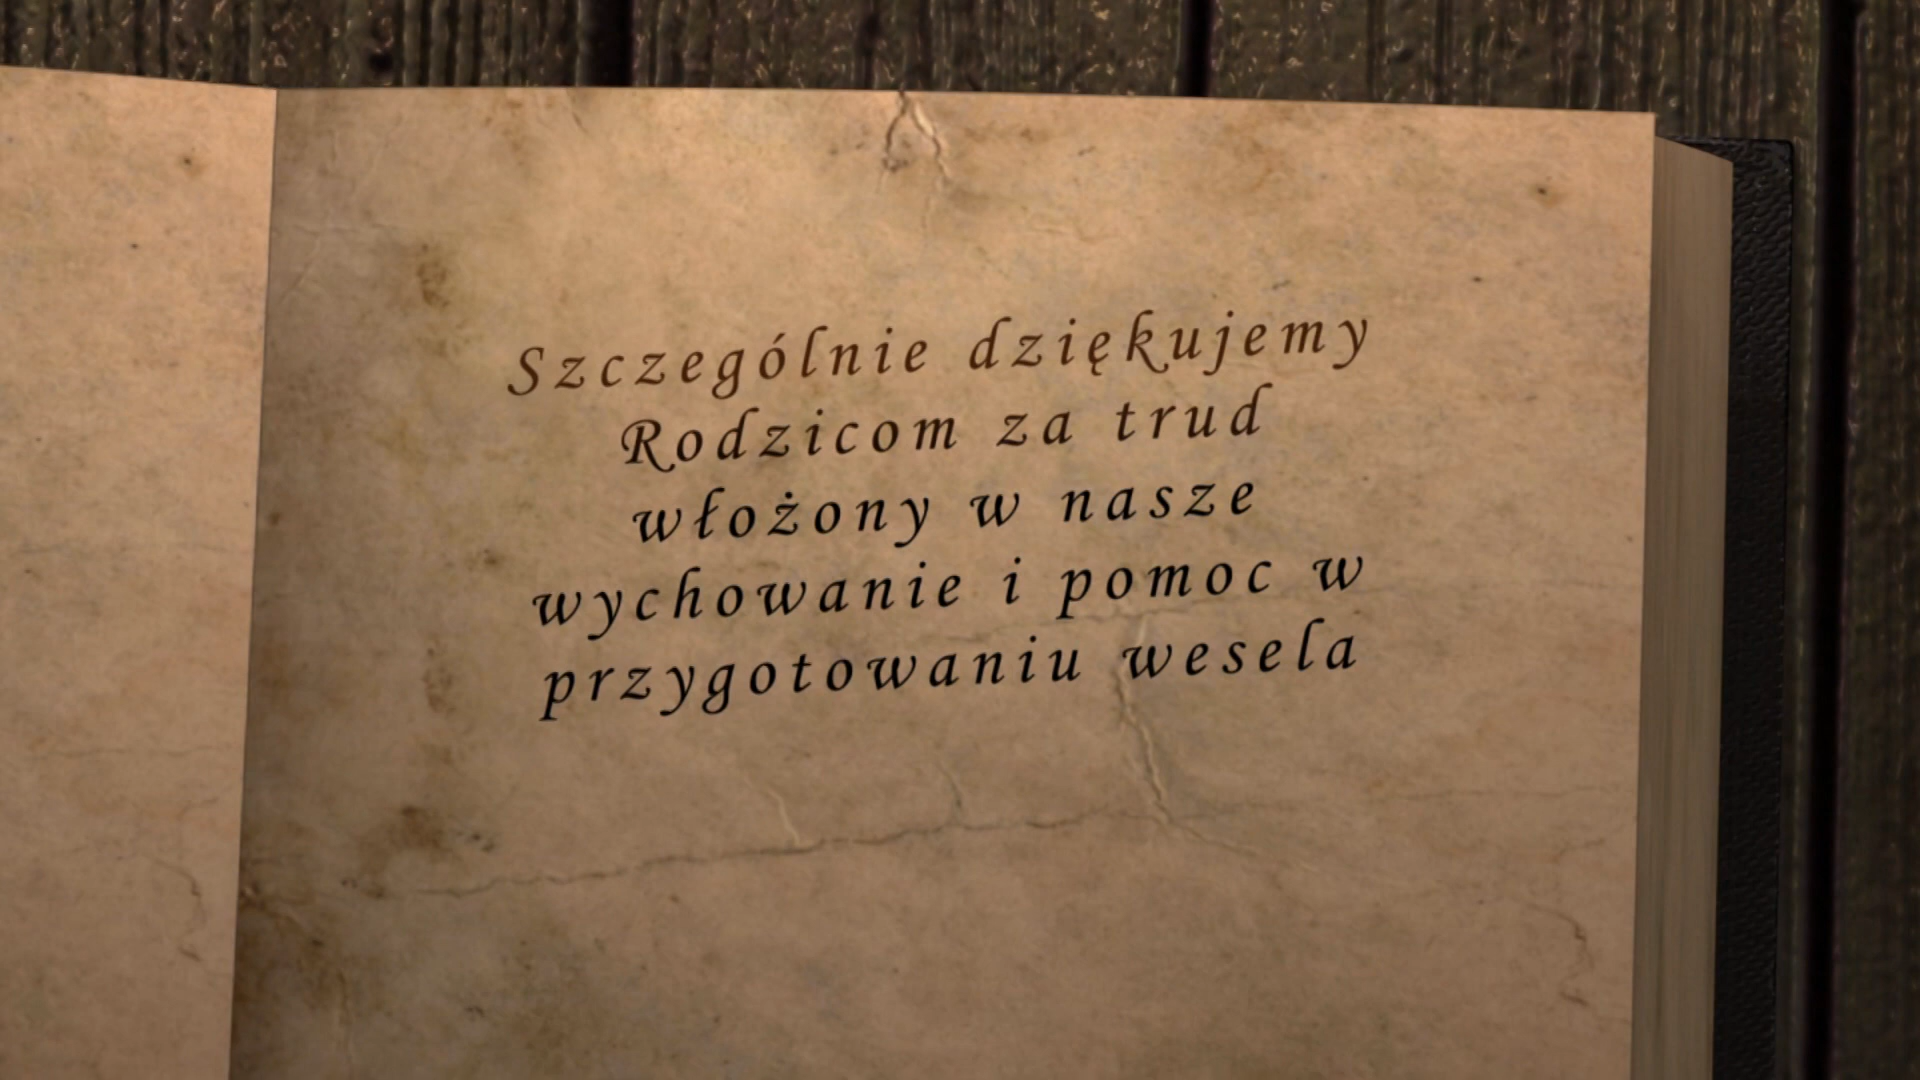 Szczególnie dziękujemy
Rodzicom za trud
włożony w nasze
wychowanie i pomoc w
przygotowaniu wesela